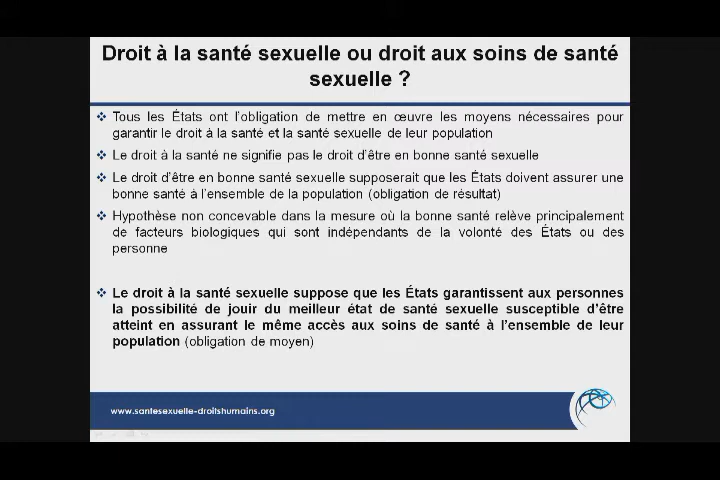 Droit à la santé sexuelle ou droit aux soins de santé
sexuelle ?
❖ Tous les États ont l'obligation de mettre en œuvre les moyens nécessaires pour
garantir le droit à la santé et la santé sexuelle de leur population
❖ Le droit à la santé ne signifie pas le droit d'être en bonne santé sexuelle
❖ Le droit d'être en bonne santé sexuelle supposerait que les États doivent assurer une
bonne santé à l'ensemble de la population (obligation de résultat)
❖ Hypothèse non concevable dans la mesure où la bonne santé relève principalement
de facteurs biologiques qui sont indépendants de la volonté des États ou des
personne
❖ Le droit à la santé sexuelle suppose que les États garantissent aux personnes
la possibilité de jouir du meilleur état de santé sexuelle susceptible d'être
atteint en assurant le même accès aux soins de santé à l'ensemble de leur
population (obligation de moyen)
www.santesexuelle-droitshumains.org